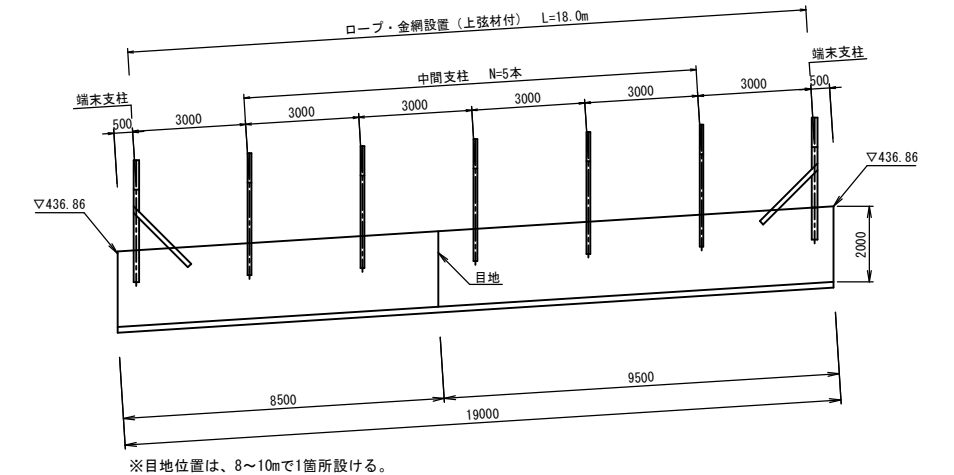 ロープ・金網設置（上弦材付） L=18.0m
端末支柱
中間支柱 N=5本
端末支柱
500
3000
3000
3000
3000
3000
3000
500
▽436.86
▽436.86
2000
目地
8500
9500
19000
※目地位置は、8～10mで1箇所設ける。